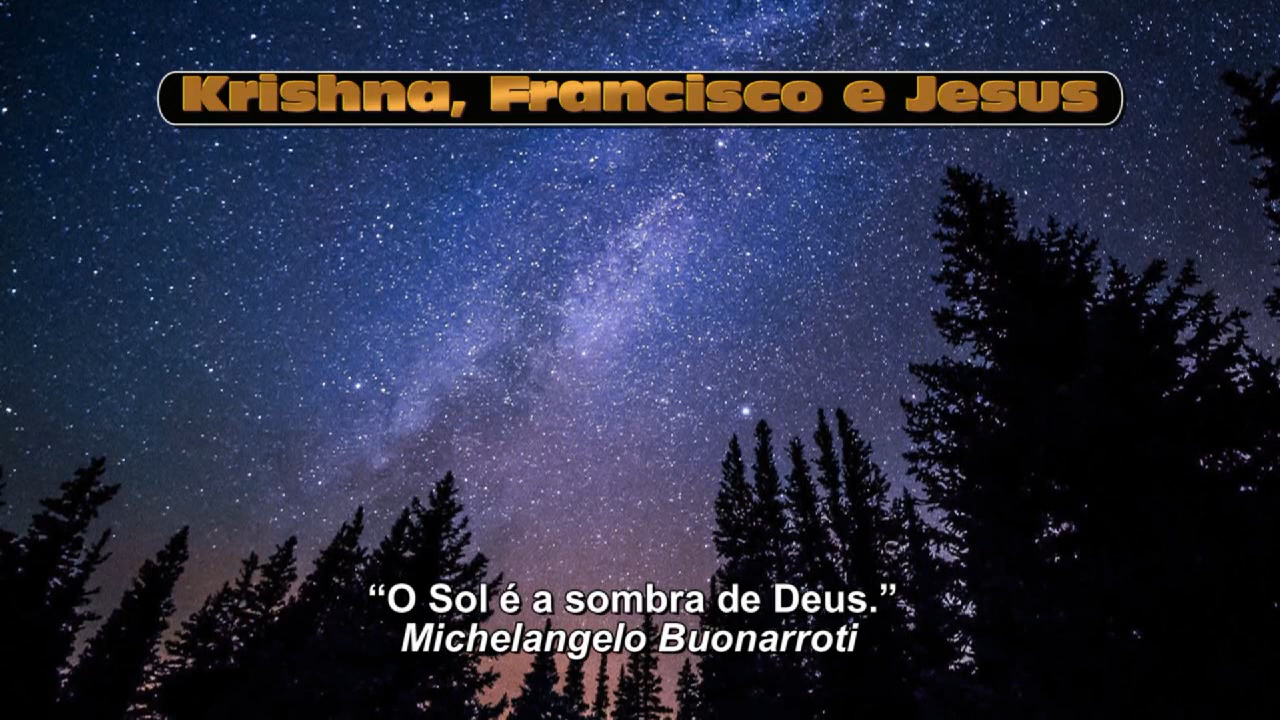 Krishna, Francisco e Jesus
“O Sol é a sombra de Deus.”
Michelangelo Buonarroti